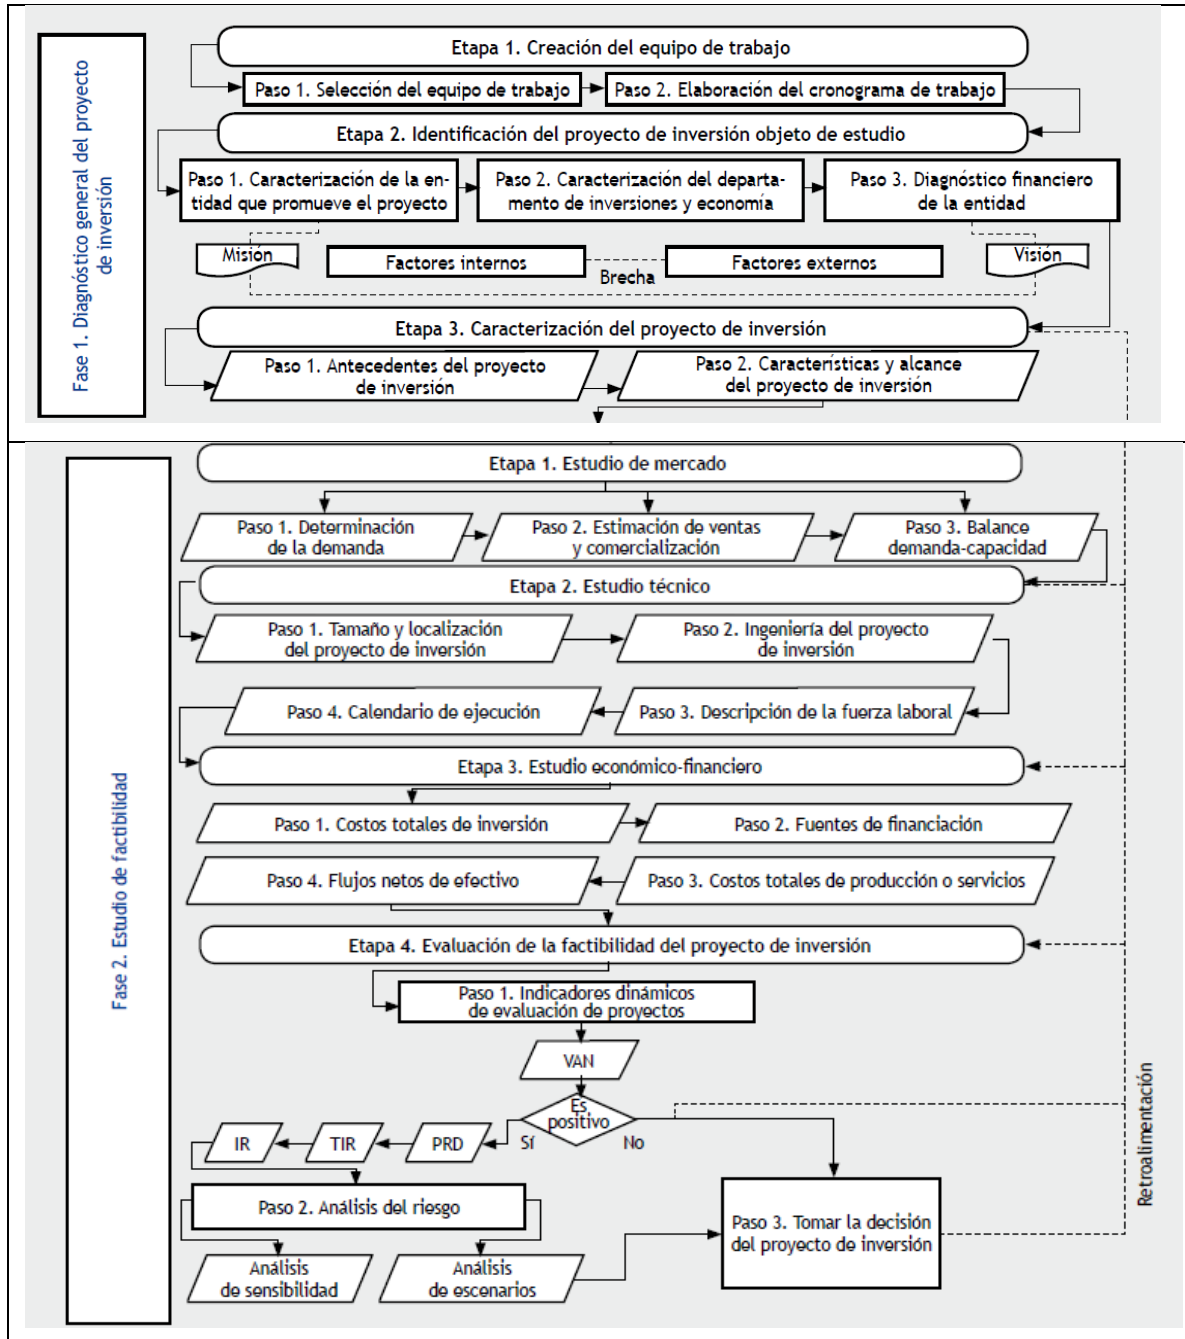 Fase 1. Diagnóstico general del proyecto
de inversión
Etapa 1. Creación del equipo de trabajo
Paso 1. Selección del equipo de trabajo
Paso 2. Elaboración del cronograma de trabajo
Etapa 2. Identificación del proyecto de inversión objeto de estudio
Paso 1. Caracterización de la en-
tidad que promueve el proyecto
Paso 2. Caracterización del departa-
mento de inversiones y economía
Paso 3. Diagnóstico financiero
de la entidad
Misión
Factores internos
Brecha
Factores externos
Visión
Etapa 3. Caracterización del proyecto de inversión
Paso 1. Antecedentes del proyecto
de inversión
Paso 2. Características y alcance
del proyecto de inversión
Fase 2. Estudio de factibilidad
Etapa 1. Estudio de mercado
Paso 1. Determinación
de la demanda
Paso 2. Estimación de ventas
y comercialización
Paso 3. Balance
demanda-capacidad
Etapa 2. Estudio técnico
Paso 1. Tamaño y localización
del proyecto de inversión
Paso 2. Ingeniería del proyecto
de inversión
Paso 4. Calendario de ejecución
Paso 3. Descripción de la fuerza laboral
Etapa 3. Estudio económico-financiero
Paso 1. Costos totales de inversión
Paso 2. Fuentes de financiación
Paso 4. Flujos netos de efectivo
Paso 3. Costos totales de producción o servicios
Etapa 4. Evaluación de la factibilidad del proyecto de inversión
Paso 1. Indicadores dinámicos
de evaluación de proyectos
VAN
Es
positivo
Sí
No
IR
TIR
PRD
Paso 2. Análisis del riesgo
Análisis
de sensibilidad
Análisis
de escenarios
Paso 3. Tomar la decisión
del proyecto de inversión
Retroalimentación